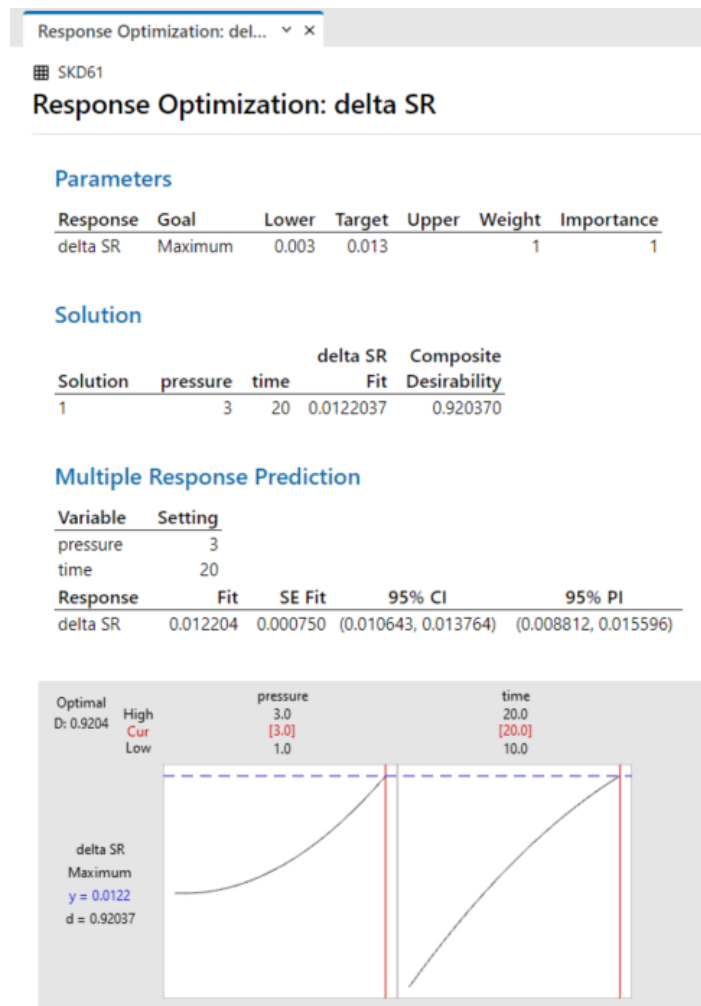 Response Optimization: del...
SKD61
Response Optimization: delta SR
Parameters
Response Goal Lower Target Upper Weight Importance
delta SR Maximum 0.003 0.013 1 1
Solution
delta SR Composite
Solution pressure time Fit Desirability
1 3 20 0.0122037 0.920370
Multiple Response Prediction
Variable Setting
pressure 3
time 20
Response Fit SE Fit 95% CI 95% PI
delta SR 0.012204 0.000750 (0.010643, 0.013764) (0.008812, 0.015596)
Optimal pressure time
D: 0.9204 High 3.0 20.0
Cur [3.0] [20.0]
Low 1.0 10.0
delta SR
Maximum
y = 0.0122
d = 0.92037